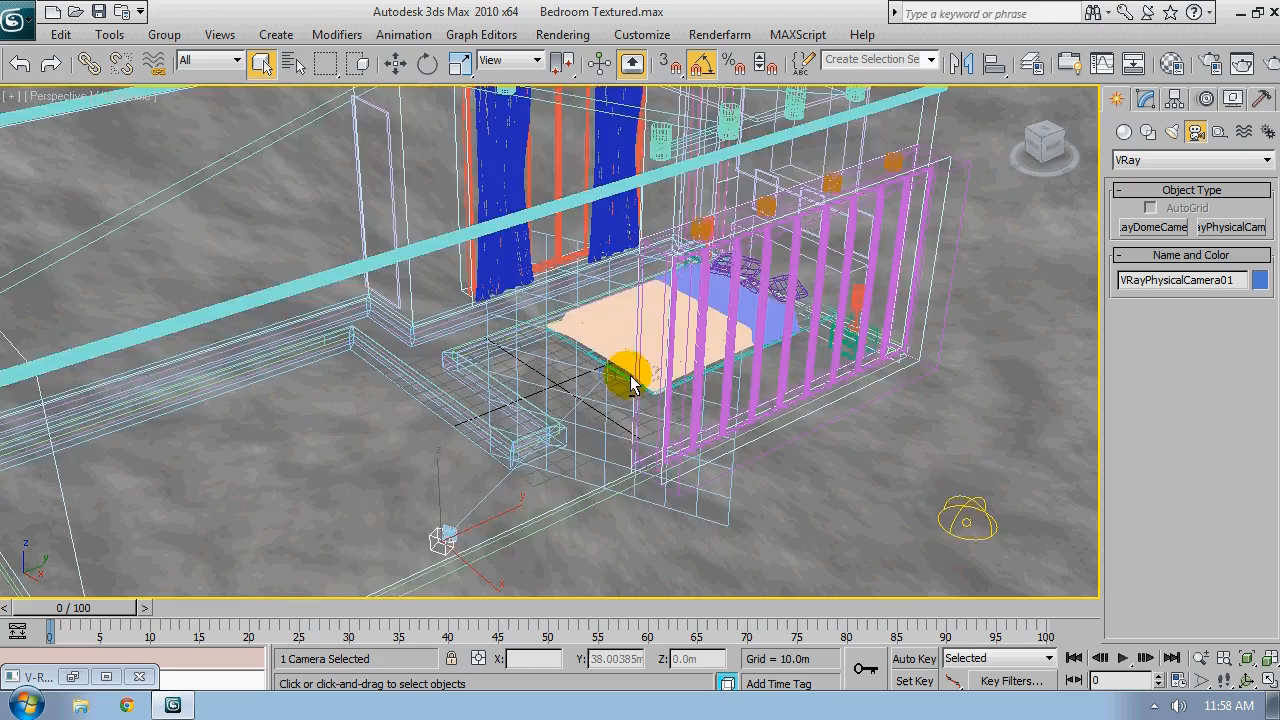 Autodesk 3ds Max 2010 x64 Bedroom Textured.max
Type a keyword or phrase
Edit Tools Group Views Create Modifiers Animation Graph Editors Rendering Customize Renderfarm MAXScript Help
All View 3 Create Selection Se
[ + ] [ Perspective ]
VRay
Object Type
AutoGrid
.ayDomeCame ıyPhysicalCam
Name and Color
VRayPhysicalCamera01
z
y
x
z
y
x
0 / 100
0 5 10 15 20 25 30 35 40 45 50 55 60 65 70 75 80 85 90 95 100
1 Camera Selected X: Y: 38.00385m Z: 0.0m Grid = 10.0m Auto Key Selected
V-R... Click or click-and-drag to select objects Add Time Tag Set Key Key Filters... 0
11:58 AM